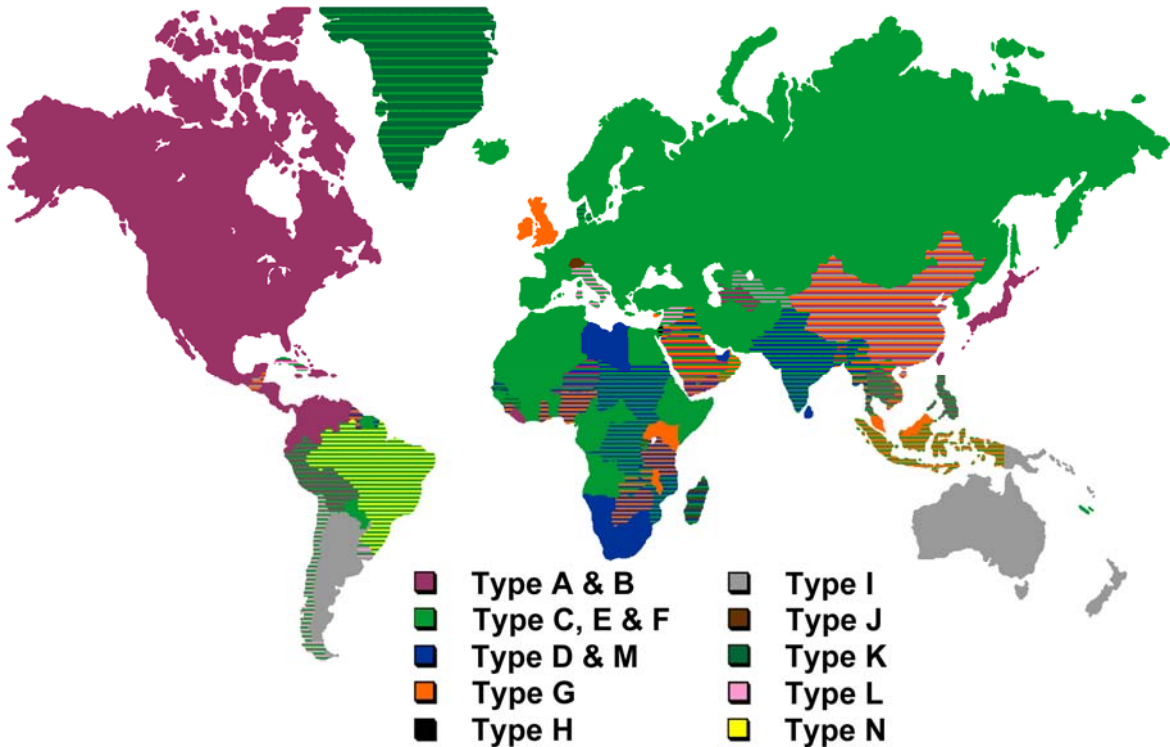 Type A & B
Type C, E & F
Type D & M
Type G
Type H
Type I
Type J
Type K
Type L
Type N